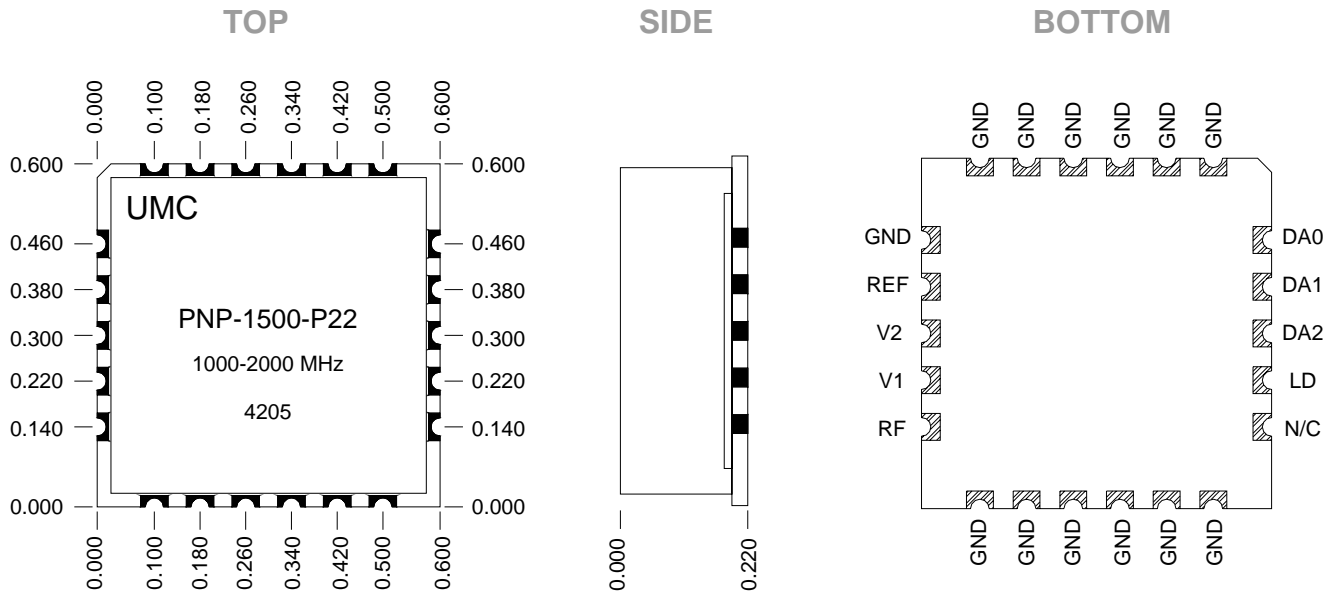 TOP
SIDE
BOTTOM
0.000 0.100 0.180 0.260 0.340 0.420 0.500 0.600
0.600 0.600
0.460 0.460
0.380 0.380
0.300 0.300
0.220 0.220
0.140 0.140
0.000 0.000
UMC
PNP-1500-P22
1000-2000 MHz
4205
0.000 0.100 0.180 0.260 0.340 0.420 0.500 0.600
0.000 0.220
GND GND GND GND GND GND
GND DA0
REF DA1
V2 DA2
V1 LD
RF N/C
GND GND GND GND GND GND